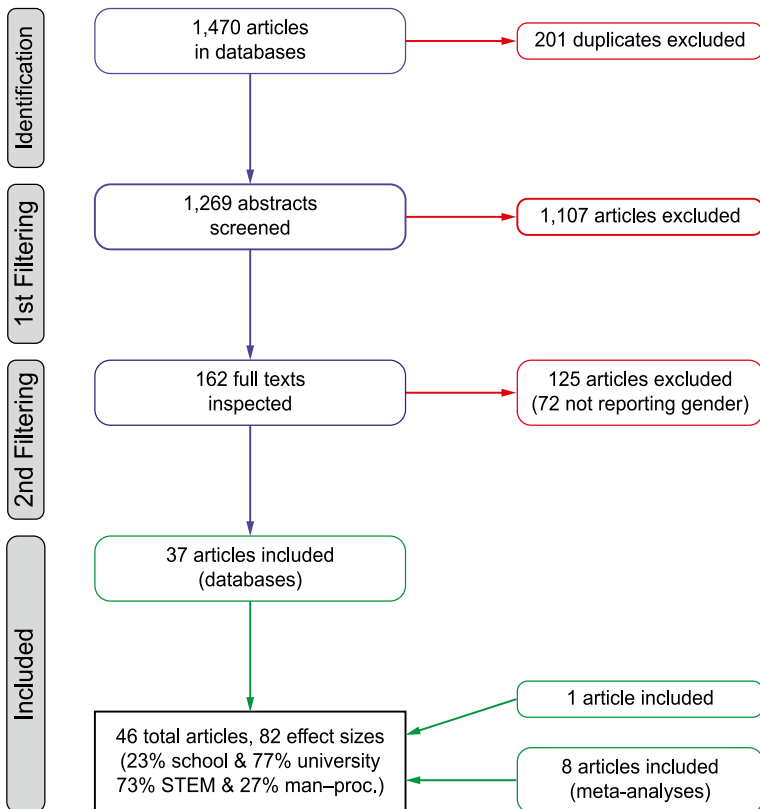 Identification
1,470 articles
in databases
201 duplicates excluded
1st Filtering
1,269 abstracts
screened
1,107 articles excluded
2nd Filtering
162 full texts
inspected
125 articles excluded
(72 not reporting gender)
Included
37 articles included
(databases)
1 article included
46 total articles, 82 effect sizes
(23% school & 77% university
73% STEM & 27% man–proc.)
8 articles included
(meta-analyses)